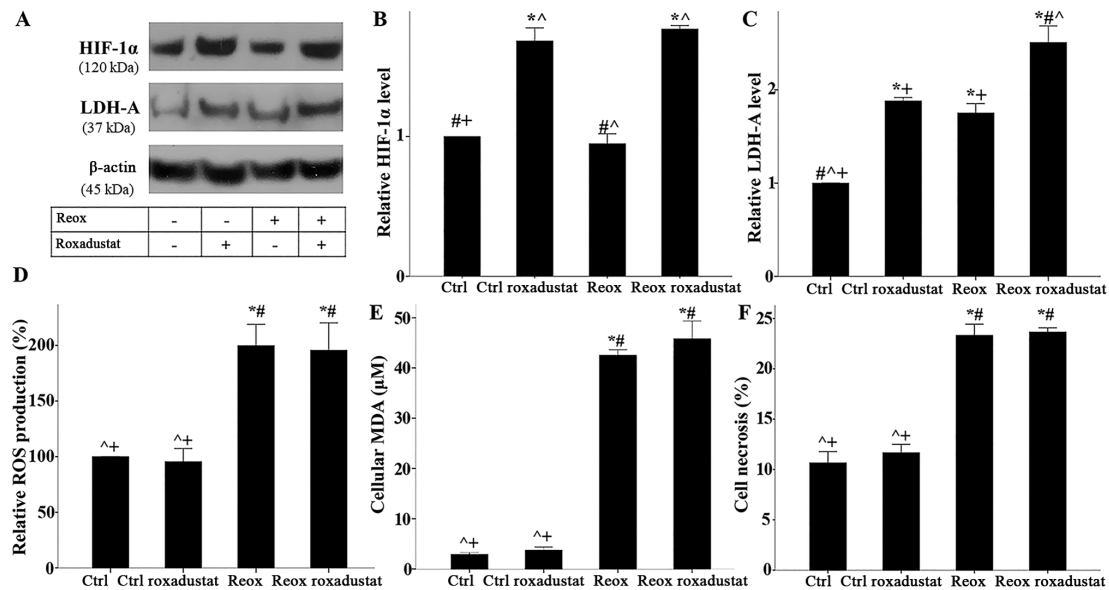 A
HIF-1α
(120 kDa)
LDH-A
(37 kDa)
β-actin
(45 kDa)
Reox - - + +
Roxadustat - + - +
B
Relative HIF-1α level
0
1
#+
*^
#^
*^
Ctrl
Ctrl roxadustat
Reox
Reox roxadustat
C
Relative LDH-A level
0
1
2
#^+
*+
*+
*#^
Ctrl
Ctrl roxadustat
Reox
Reox roxadustat
D
Relative ROS production (%)
0
50
100
150
200
^+
^+
*#
*#
Ctrl
Ctrl roxadustat
Reox
Reox roxadustat
E
Cellular MDA (μM)
0
10
20
30
40
50
^+
^+
*#
*#
Ctrl
Ctrl roxadustat
Reox
Reox roxadustat
F
Cell necrosis (%)
0
5
10
15
20
25
^+
^+
*#
*#
Ctrl
Ctrl roxadustat
Reox
Reox roxadustat